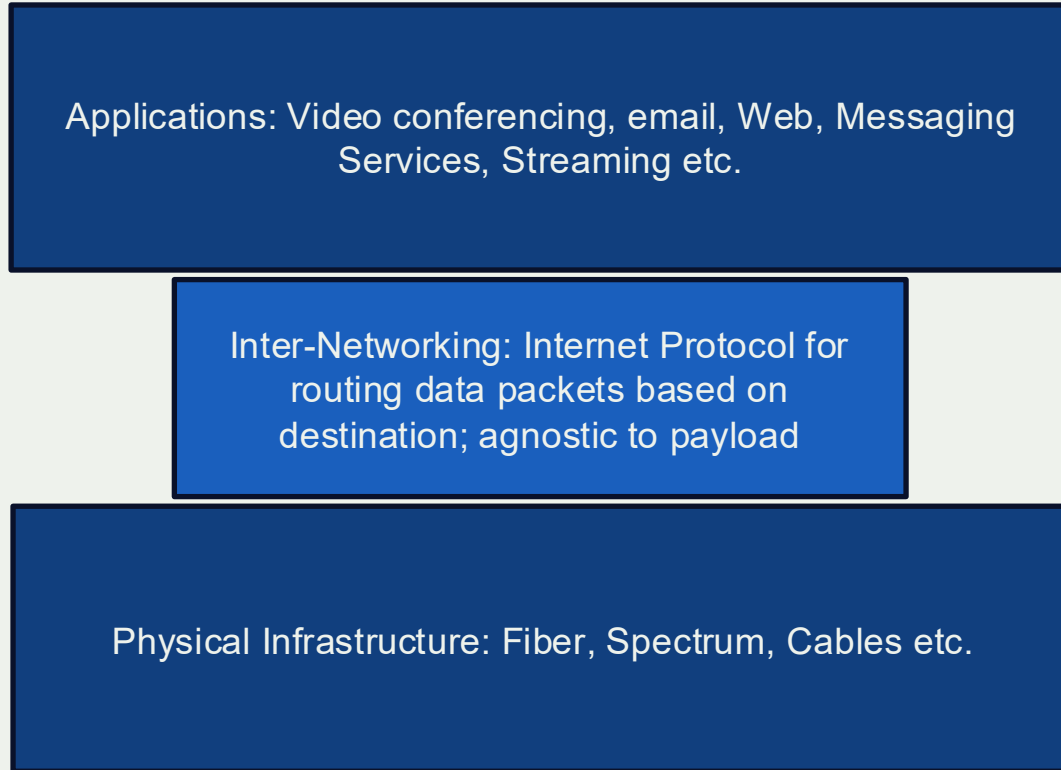 Applications: Video conferencing, email, Web, Messaging
Services, Streaming etc.
Inter-Networking: Internet Protocol for
routing data packets based on
destination; agnostic to payload
Physical Infrastructure: Fiber, Spectrum, Cables etc.